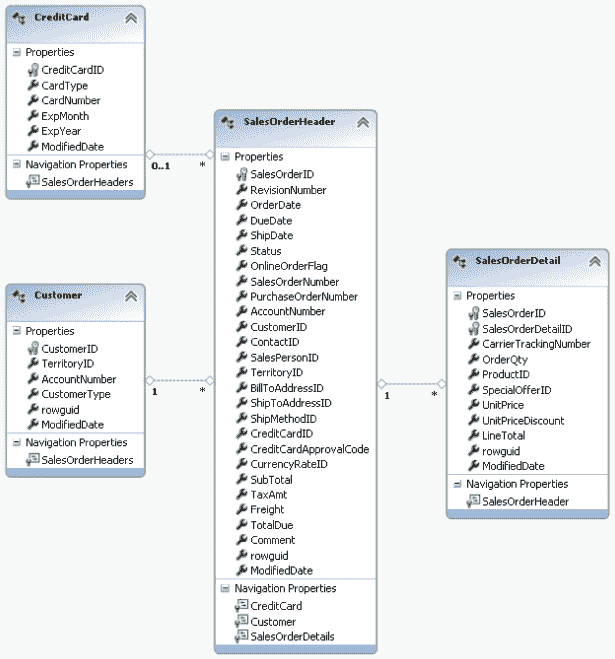 CreditCard
Properties
CreditCardID
CardType
CardNumber
ExpMonth
ExpYear
ModifiedDate
Navigation Properties
SalesOrderHeaders
0..1
*
SalesOrderHeader
Properties
SalesOrderID
RevisionNumber
OrderDate
DueDate
ShipDate
Status
OnlineOrderFlag
SalesOrderNumber
PurchaseOrderNumber
AccountNumber
CustomerID
ContactID
SalesPersonID
TerritoryID
BillToAddressID
ShipToAddressID
ShipMethodID
CreditCardID
CreditCardApprovalCode
CurrencyRateID
SubTotal
TaxAmt
Freight
TotalDue
Comment
rowguid
ModifiedDate
Navigation Properties
CreditCard
Customer
SalesOrderDetails
Customer
Properties
CustomerID
TerritoryID
AccountNumber
CustomerType
rowguid
ModifiedDate
Navigation Properties
SalesOrderHeaders
1
*
1
*
SalesOrderDetail
Properties
SalesOrderID
SalesOrderDetailID
CarrierTrackingNumber
OrderQty
ProductID
SpecialOfferID
UnitPrice
UnitPriceDiscount
LineTotal
rowguid
ModifiedDate
Navigation Properties
SalesOrderHeader